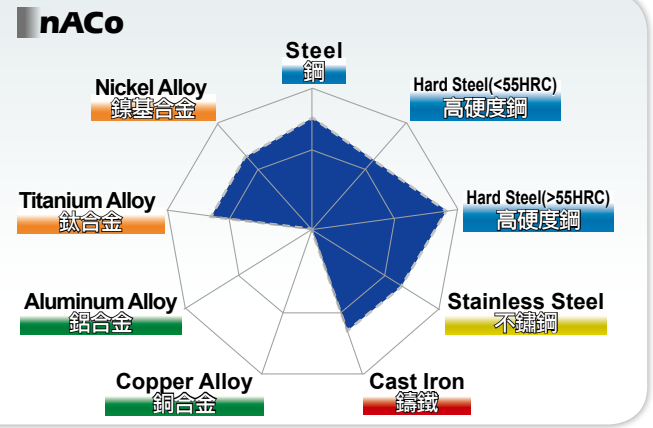 nACo
Steel
鋼
Nickel Alloy
鎳基合金
Hard Steel(<55HRC)
高硬度鋼
Titanium Alloy
鈦合金
Hard Steel(>55HRC)
高硬度鋼
Aluminum Alloy
鋁合金
Stainless Steel
不鏽鋼
Copper Alloy
銅合金
Cast Iron
鑄鐵